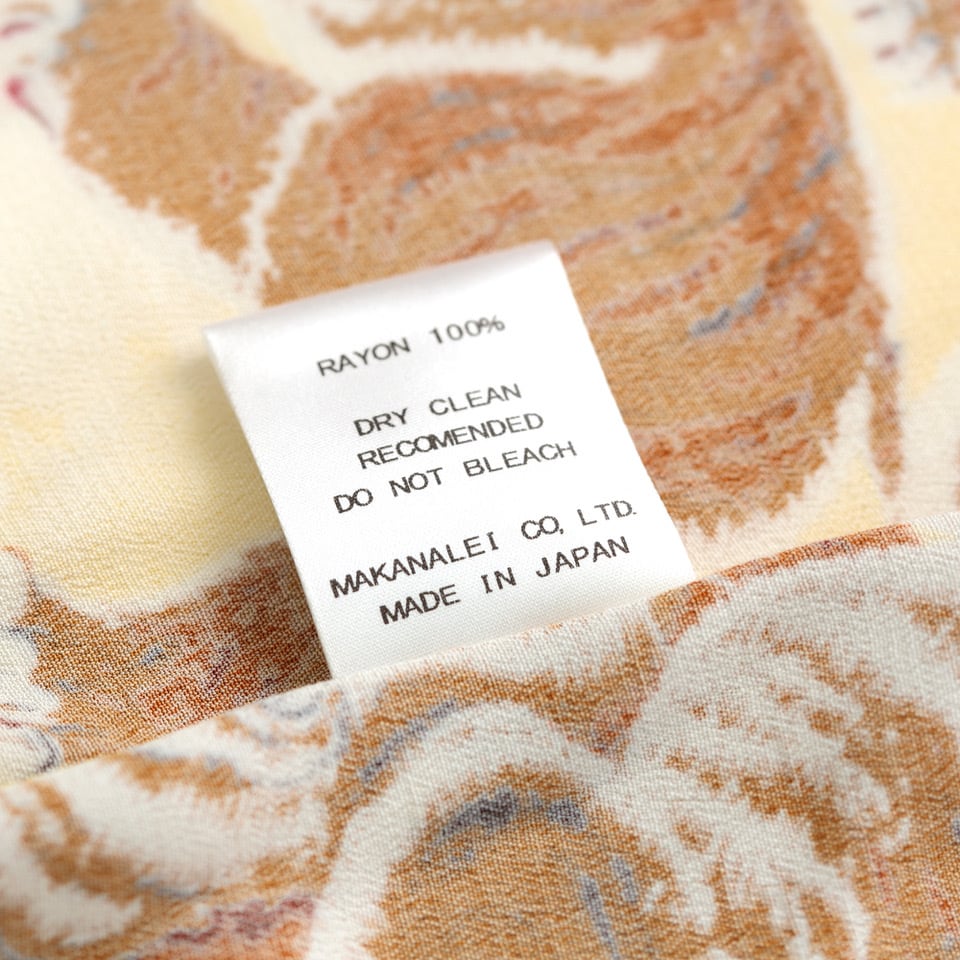 RAYON 100%
DRY CLEAN
RECOMENDED
DO NOT BLEACH
MAKANALEI CO, LTD.
MADE IN JAPAN